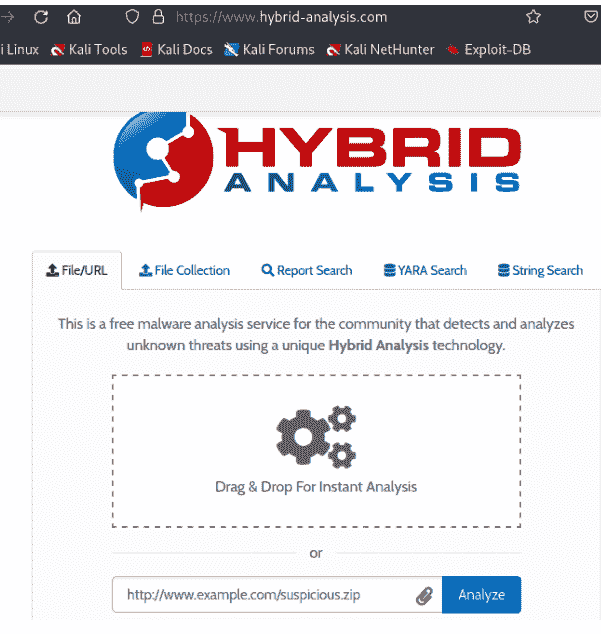 https://www.hybrid-analysis.com
i Linux Kali Tools Kali Docs Kali Forums Kali NetHunter Exploit-DB
HYBRID
ANALYSIS
File/URL File Collection Report Search YARA Search String Search
This is a free malware analysis service for the community that detects and analyzes
unknown threats using a unique Hybrid Analysis technology.
Drag & Drop For Instant Analysis
or
http://www.example.com/suspicious.zip Analyze